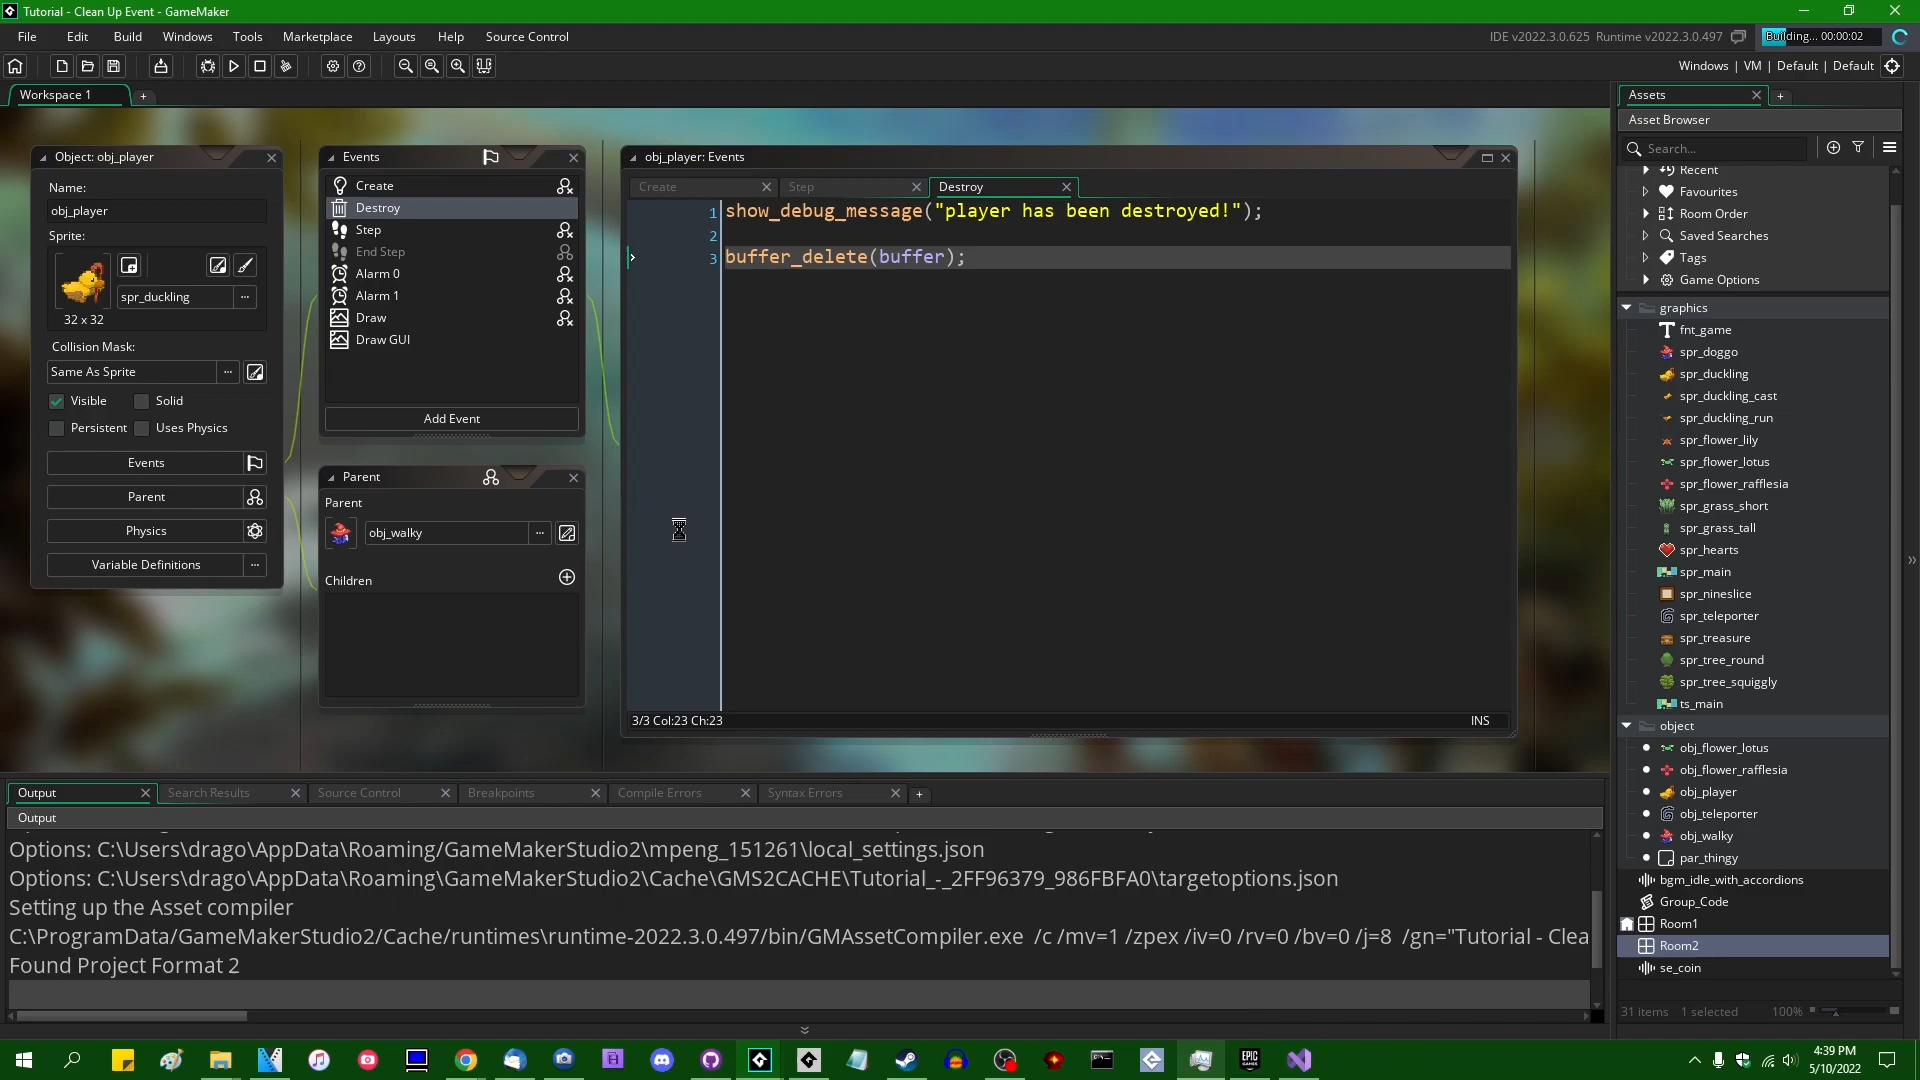 Tutorial - Clean Up Event - GameMaker
File Edit Build Windows Tools Marketplace Layouts Help Source Control
IDE v2022.3.0.625 Runtime v2022.3.0.497
Building... 00:00:02
Windows | VM | Default | Default
Workspace 1
Object: obj_player
Name:
obj_player
Sprite:
spr_duckling
32 x 32
Collision Mask:
Same As Sprite
Visible Solid
Persistent Uses Physics
Events
Parent
Physics
Variable Definitions
Events
Create
Destroy
Step
End Step
Alarm 0
Alarm 1
Draw
Draw GUI
Add Event
Parent
Parent
obj_walky
Children
obj_player: Events
Create Step Destroy
1 show_debug_message("player has been destroyed!");
2
3 buffer_delete(buffer);
3/3 Col:23 Ch:23 INS
Output Search Results Source Control Breakpoints Compile Errors Syntax Errors
Output
Options: C:\Users\drago\AppData\Roaming/GameMakerStudio2\mpeng_151261\local_settings.json
Options: C:\Users\drago\AppData\Roaming\GameMakerStudio2\Cache\GMS2CACHE\Tutorial_-_2FF96379_986FBFA0\targetoptions.json
Setting up the Asset compiler
C:\ProgramData/GameMakerStudio2/Cache/runtimes\runtime-2022.3.0.497/bin/GMAssetCompiler.exe /c /mv=1 /zpex /iv=0 /rv=0 /bv=0 /j=8 /gn="Tutorial - Clea
Found Project Format 2
Assets
Asset Browser
Search...
Recent
Favourites
Room Order
Saved Searches
Tags
Game Options
graphics
fnt_game
spr_doggo
spr_duckling
spr_duckling_cast
spr_duckling_run
spr_flower_lily
spr_flower_lotus
spr_flower_rafflesia
spr_grass_short
spr_grass_tall
spr_hearts
spr_main
spr_nineslice
spr_teleporter
spr_treasure
spr_tree_round
spr_tree_squiggly
ts_main
object
obj_flower_lotus
obj_flower_rafflesia
obj_player
obj_teleporter
obj_walky
par_thingy
bgm_idle_with_accordions
Group_Code
Room1
Room2
se_coin
31 items 1 selected 100%
EPIC GAMES
4:39 PM
5/10/2022